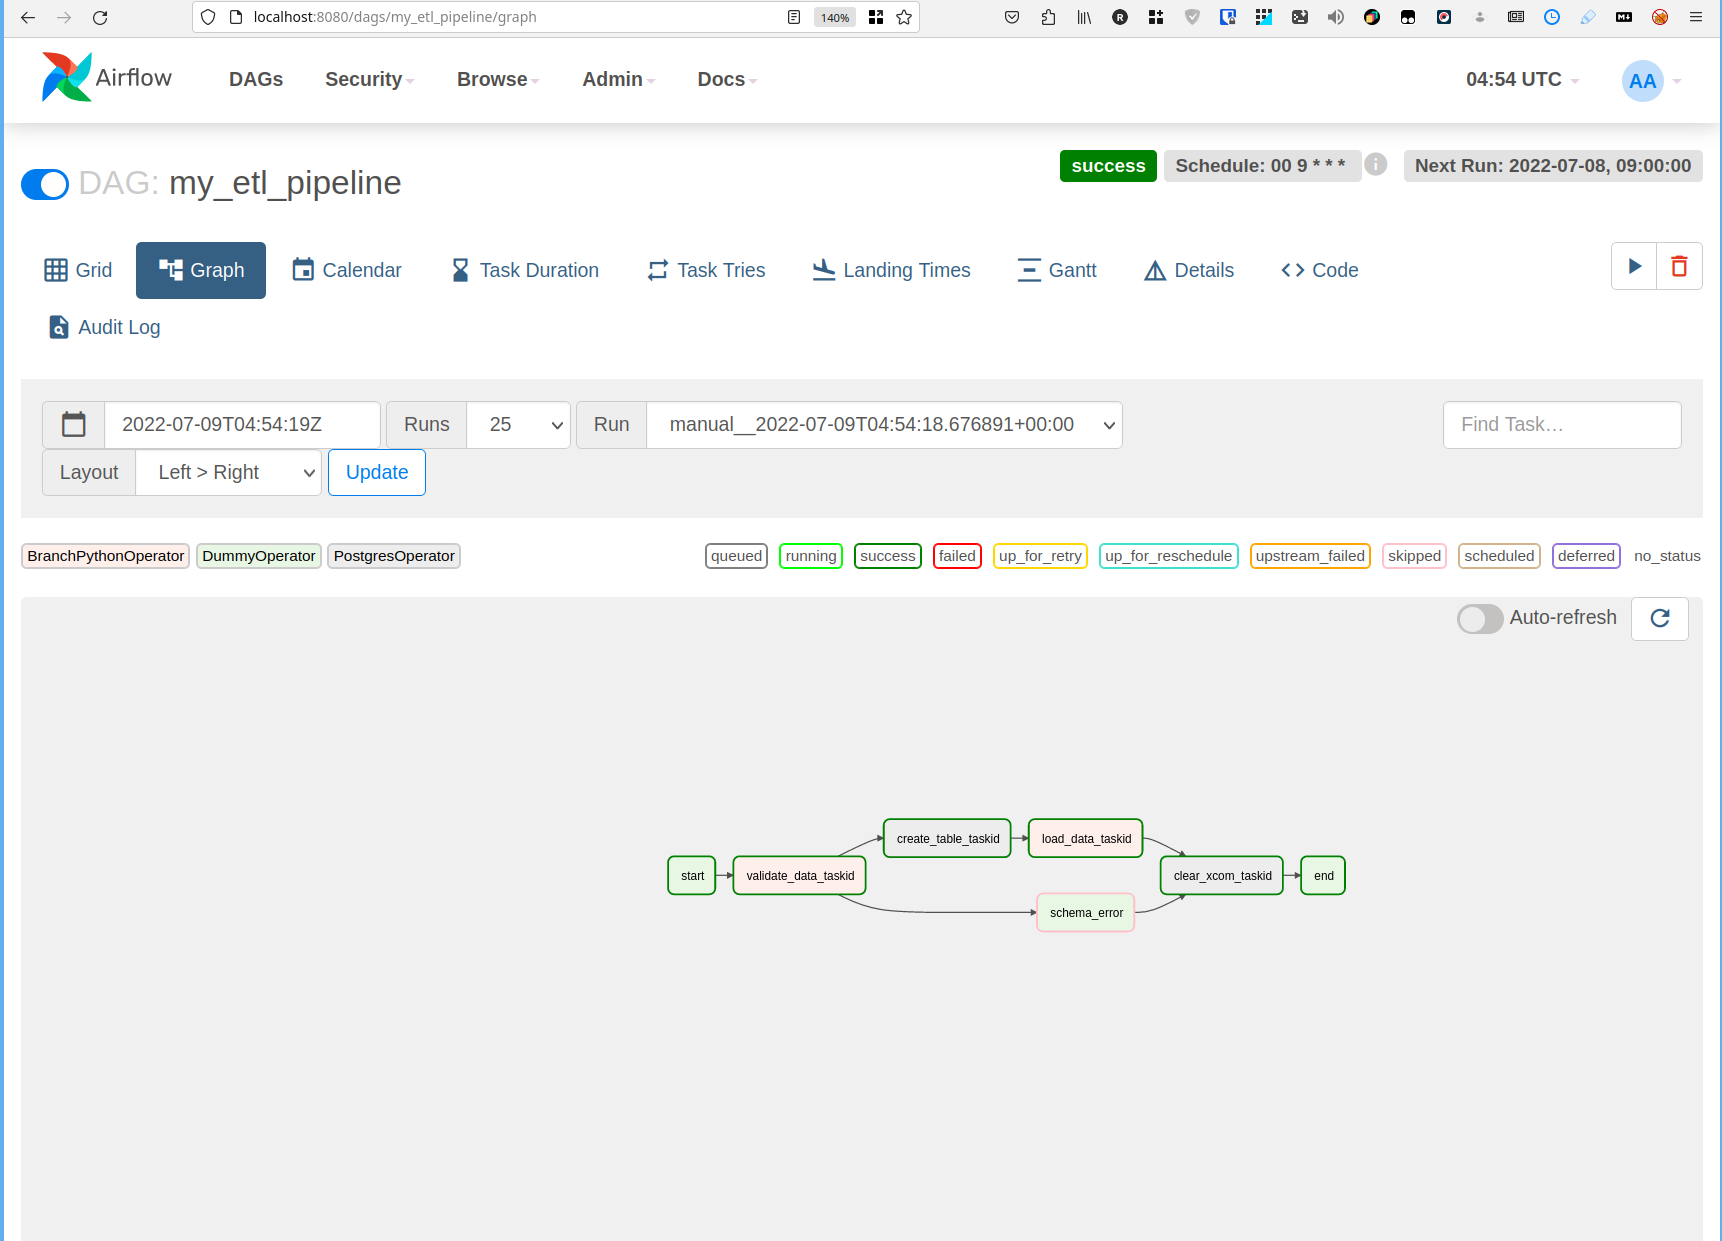 localhost:8080/dags/my_etl_pipeline/graph 140%
Airflow DAGs Security Browse Admin Docs 04:54 UTC AA
DAG: my_etl_pipeline success Schedule: 00 9 * * * i Next Run: 2022-07-08, 09:00:00
Grid Graph Calendar Task Duration Task Tries Landing Times Gantt Details Code
Audit Log
2022-07-09T04:54:19Z Runs 25 Run manual__2022-07-09T04:54:18.676891+00:00 Find Task…
Layout Left > Right Update
BranchPythonOperator DummyOperator PostgresOperator queued running success failed up_for_retry up_for_reschedule upstream_failed skipped scheduled deferred no_status
Auto-refresh
create_table_taskid load_data_taskid
start validate_data_taskid clear_xcom_taskid end
schema_error